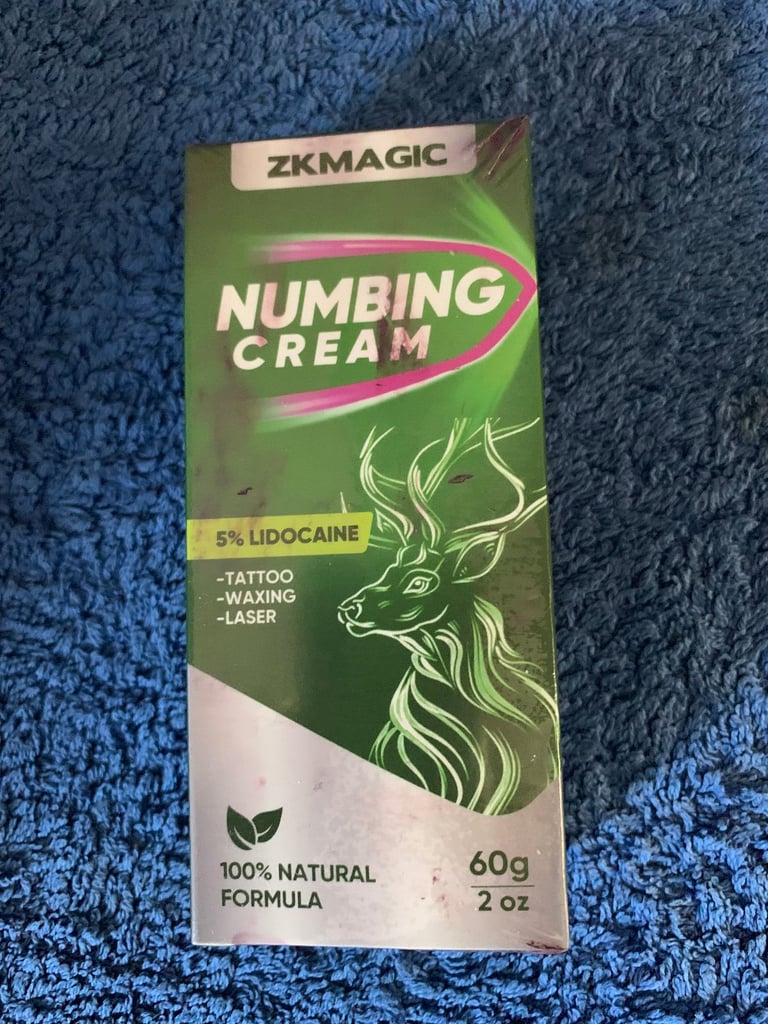 ZKMAGIC
NUMBING
CREAM
5% LIDOCAINE
-TATTOO
-WAXING
-LASER
100% NATURAL
FORMULA
60g
2 oz